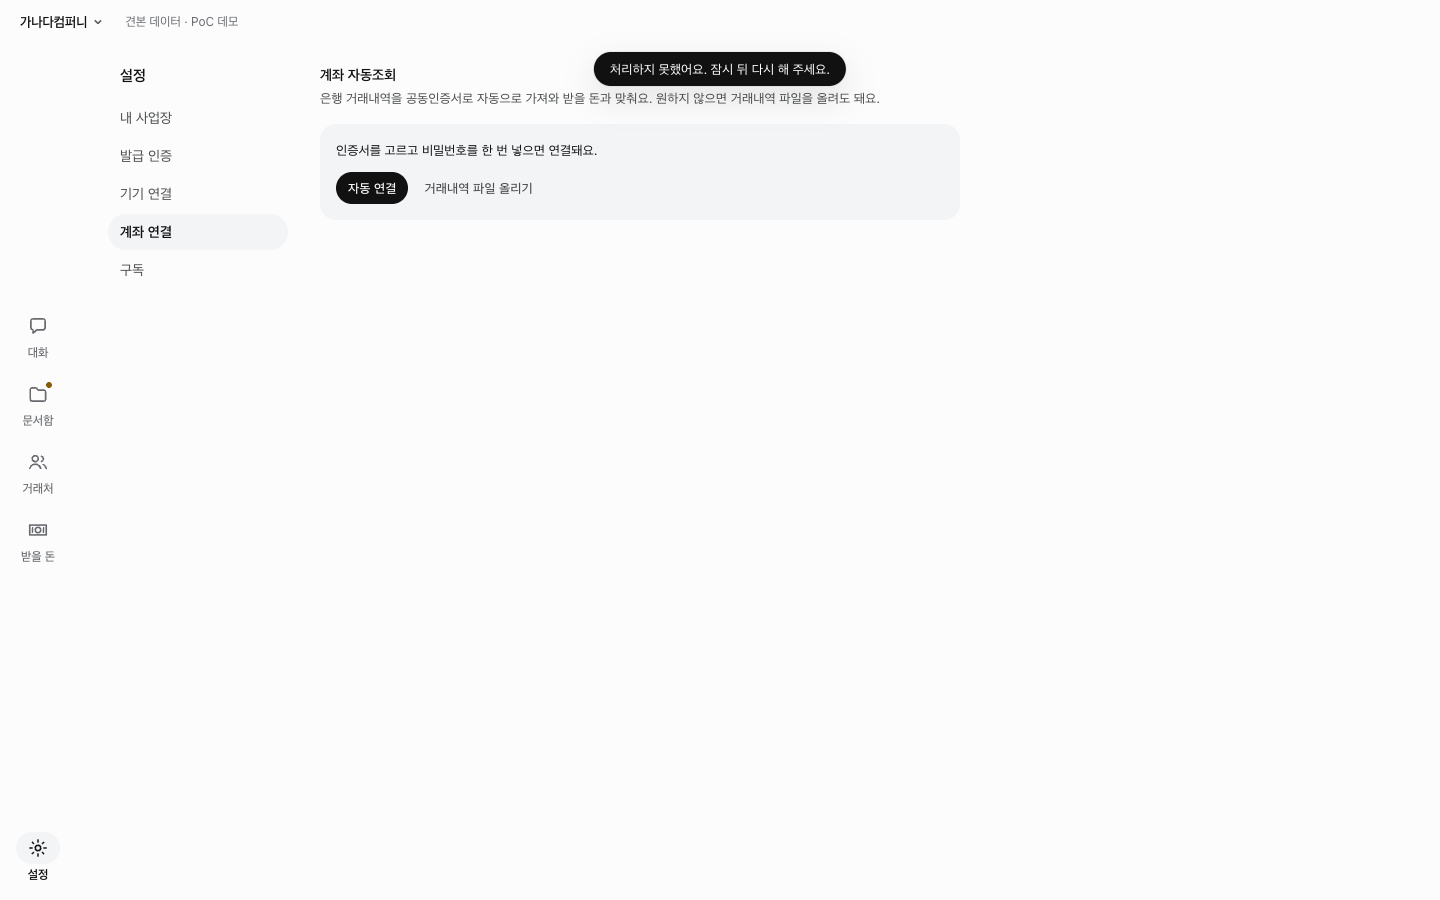 가나다컴퍼니
견본 데이터 · PoC 데모
처리하지 못했어요. 잠시 뒤 다시 해 주세요.
설정
내 사업장
발급 인증
기기 연결
계좌 연결
구독
계좌 자동조회
은행 거래내역을 공동인증서로 자동으로 가져와 받을 돈과 맞춰요. 원하지 않으면 거래내역 파일을 올려도 돼요.
인증서를 고르고 비밀번호를 한 번 넣으면 연결돼요.
자동 연결
거래내역 파일 올리기
대화
문서함
거래처
받을 돈
설정